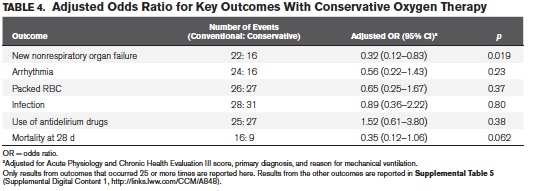 TABLE 4. Adjusted Odds Ratio for Key Outcomes With Conservative Oxygen Therapy
Outcome Number of Events (Conventional: Conservative) Adjusted OR (95% CI)ᵃ p
New nonrespiratory organ failure 22: 16 0.32 (0.12–0.83) 0.019
Arrhythmia 24: 16 0.56 (0.22–1.43) 0.23
Packed RBC 26: 27 0.65 (0.25–1.67) 0.37
Infection 28: 31 0.89 (0.36–2.22) 0.80
Use of antidelirium drugs 25: 27 1.52 (0.61–3.80) 0.38
Mortality at 28 d 16: 9 0.35 (0.12–1.06) 0.062
OR = odds ratio.
ᵃAdjusted for Acute Physiology and Chronic Health Evaluation III score, primary diagnosis, and reason for mechanical ventilation.
Only results from outcomes that occurred 25 or more times are reported here. Results from the other outcomes are reported in Supplemental Table 5
(Supplemental Digital Content 1, http://links.lww.com/CCM/A848).